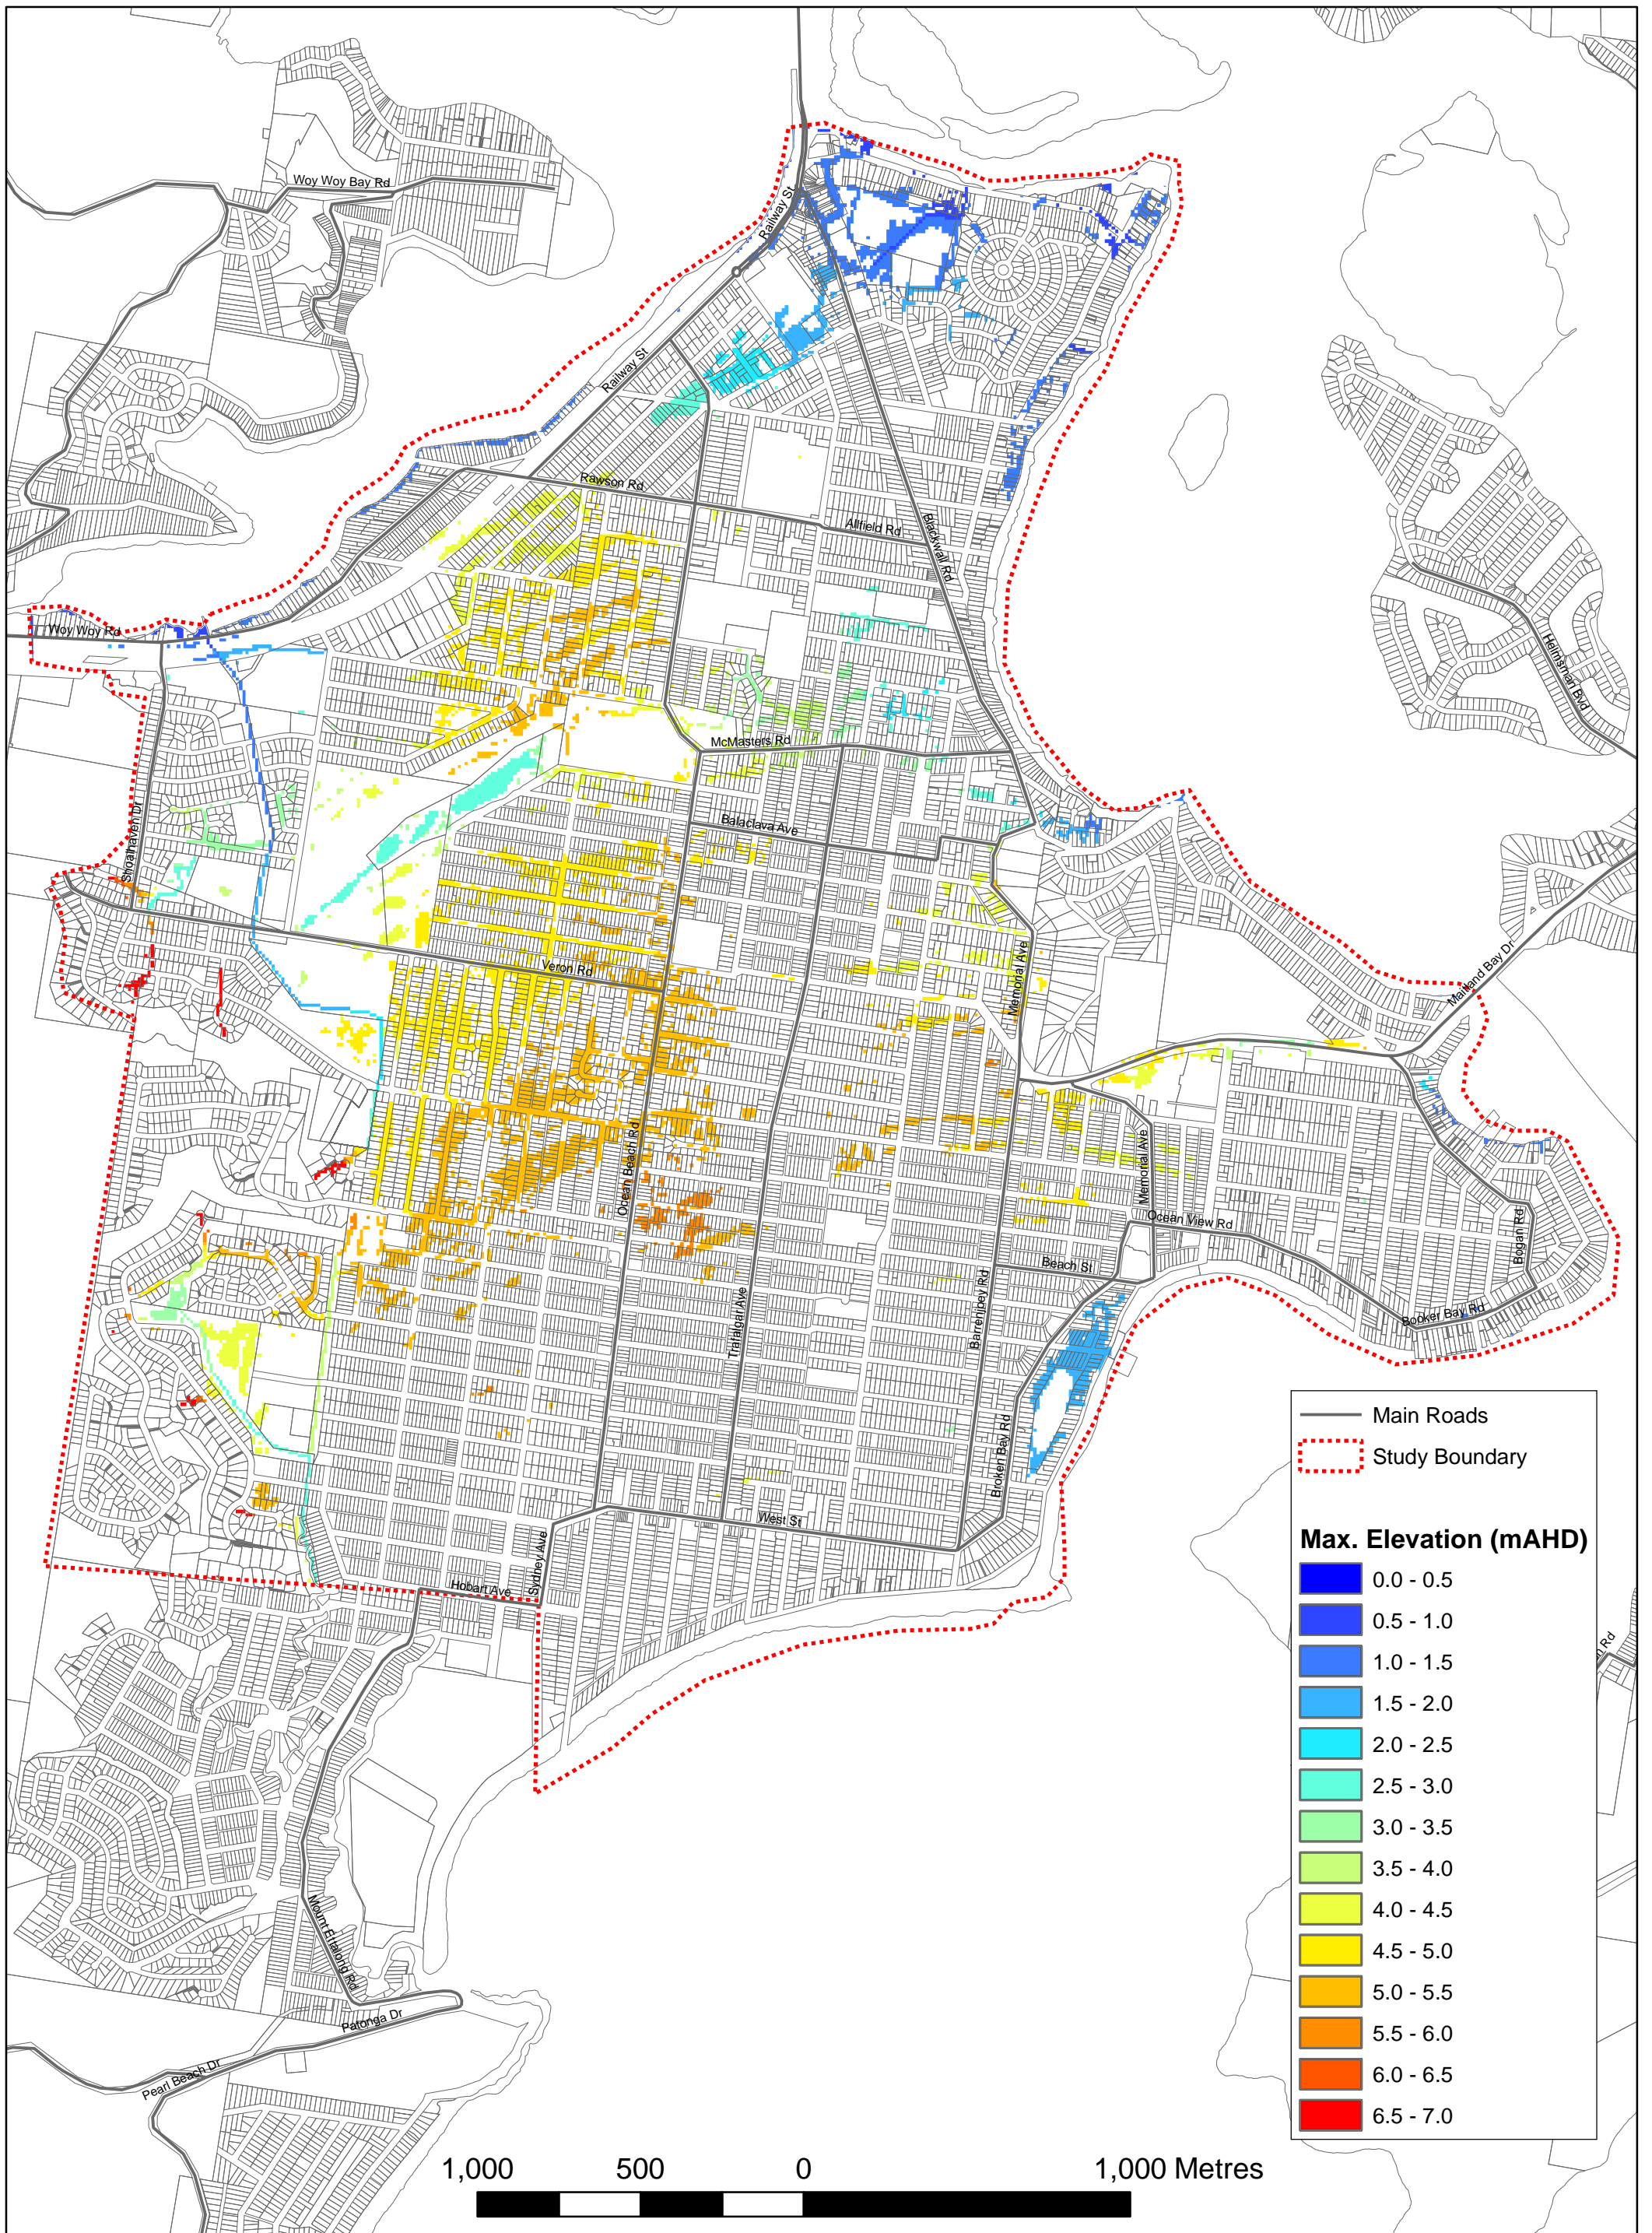 Woy Woy Bay Rd
Railway St
Railway St
Rawson Rd
Allfield Rd
Blackwall Rd
Woy Woy Rd
Helmsman Blvd
McMasters Rd
Shoalhaven Dr
Balaclava Ave
Veron Rd
Memorial Ave
Maitland Bay Dr
Ocean Beach Rd
Memorial Ave
Ocean View Rd
Bogan Rd
Beach St
Trafalgar Ave
Barrenjoey Rd
Booker Bay Rd
Broken Bay Rd
West St
Sydney Ave
Hobart Ave
Mount Ettalong Rd
Patonga Dr
Pearl Beach Dr
Main Roads
Study Boundary
Max. Elevation (mAHD)
0.0 - 0.5
0.5 - 1.0
1.0 - 1.5
1.5 - 2.0
2.0 - 2.5
2.5 - 3.0
3.0 - 3.5
3.5 - 4.0
4.0 - 4.5
4.5 - 5.0
5.0 - 5.5
5.5 - 6.0
6.0 - 6.5
6.5 - 7.0
1,000 500 0 1,000 Metres